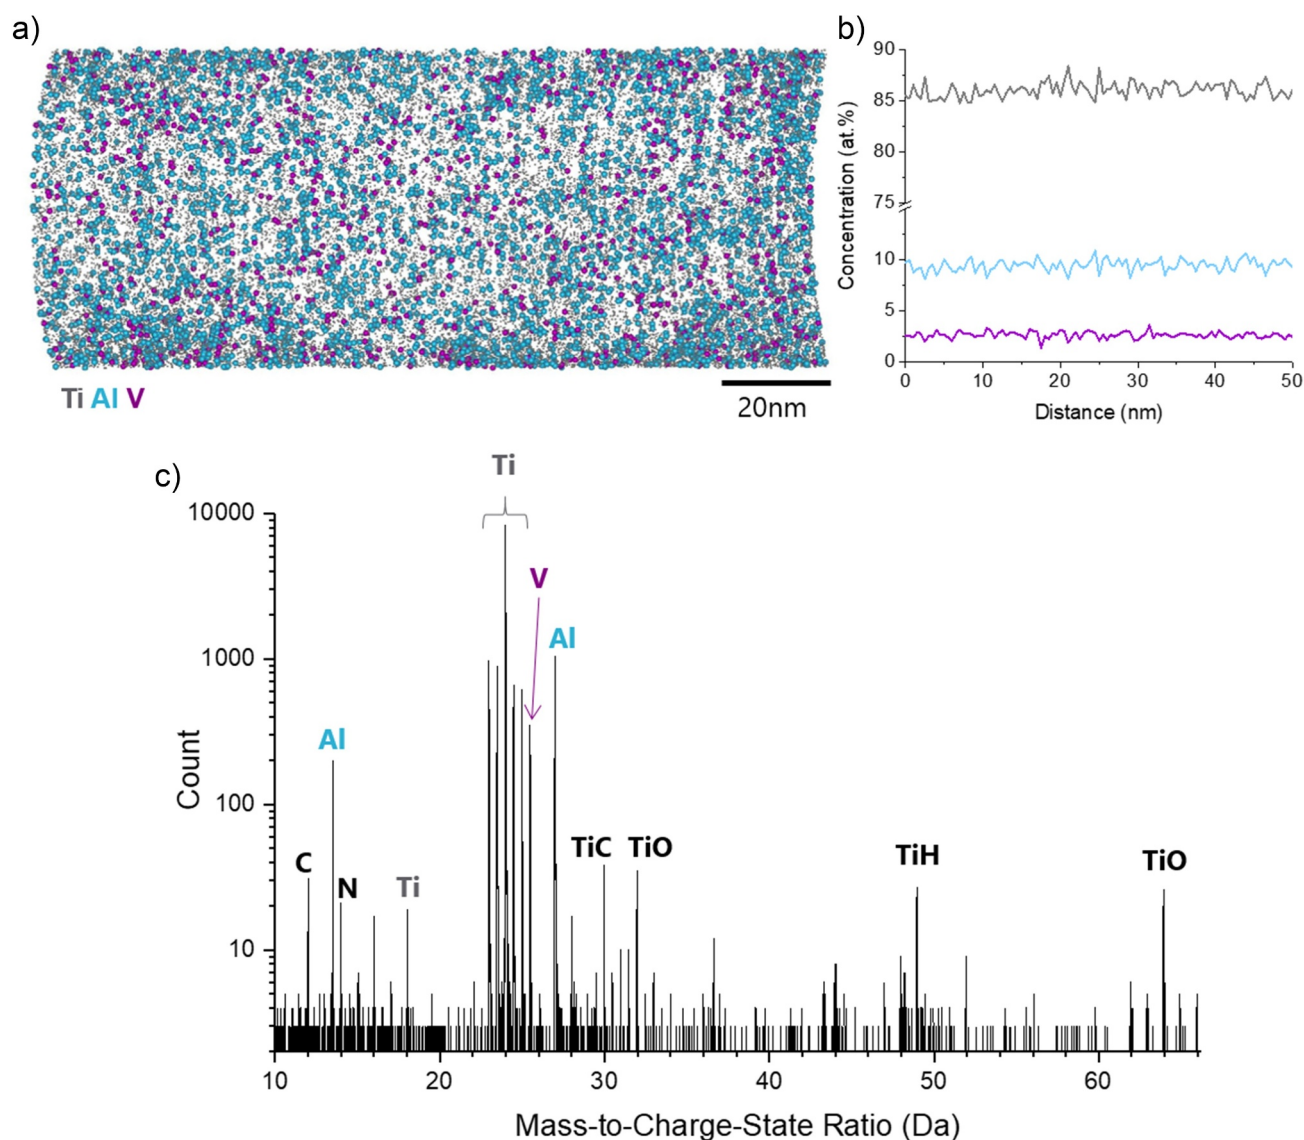 a)
Ti Al V
20nm
b)
Concentration (at.%)
90
85
80
75
10
5
0
0 10 20 30 40 50
Distance (nm)
c)
Count
10000
1000
100
10
Ti
V
Al
Al
C
N
Ti
TiC
TiO
TiH
TiO
10 20 30 40 50 60
Mass-to-Charge-State Ratio (Da)